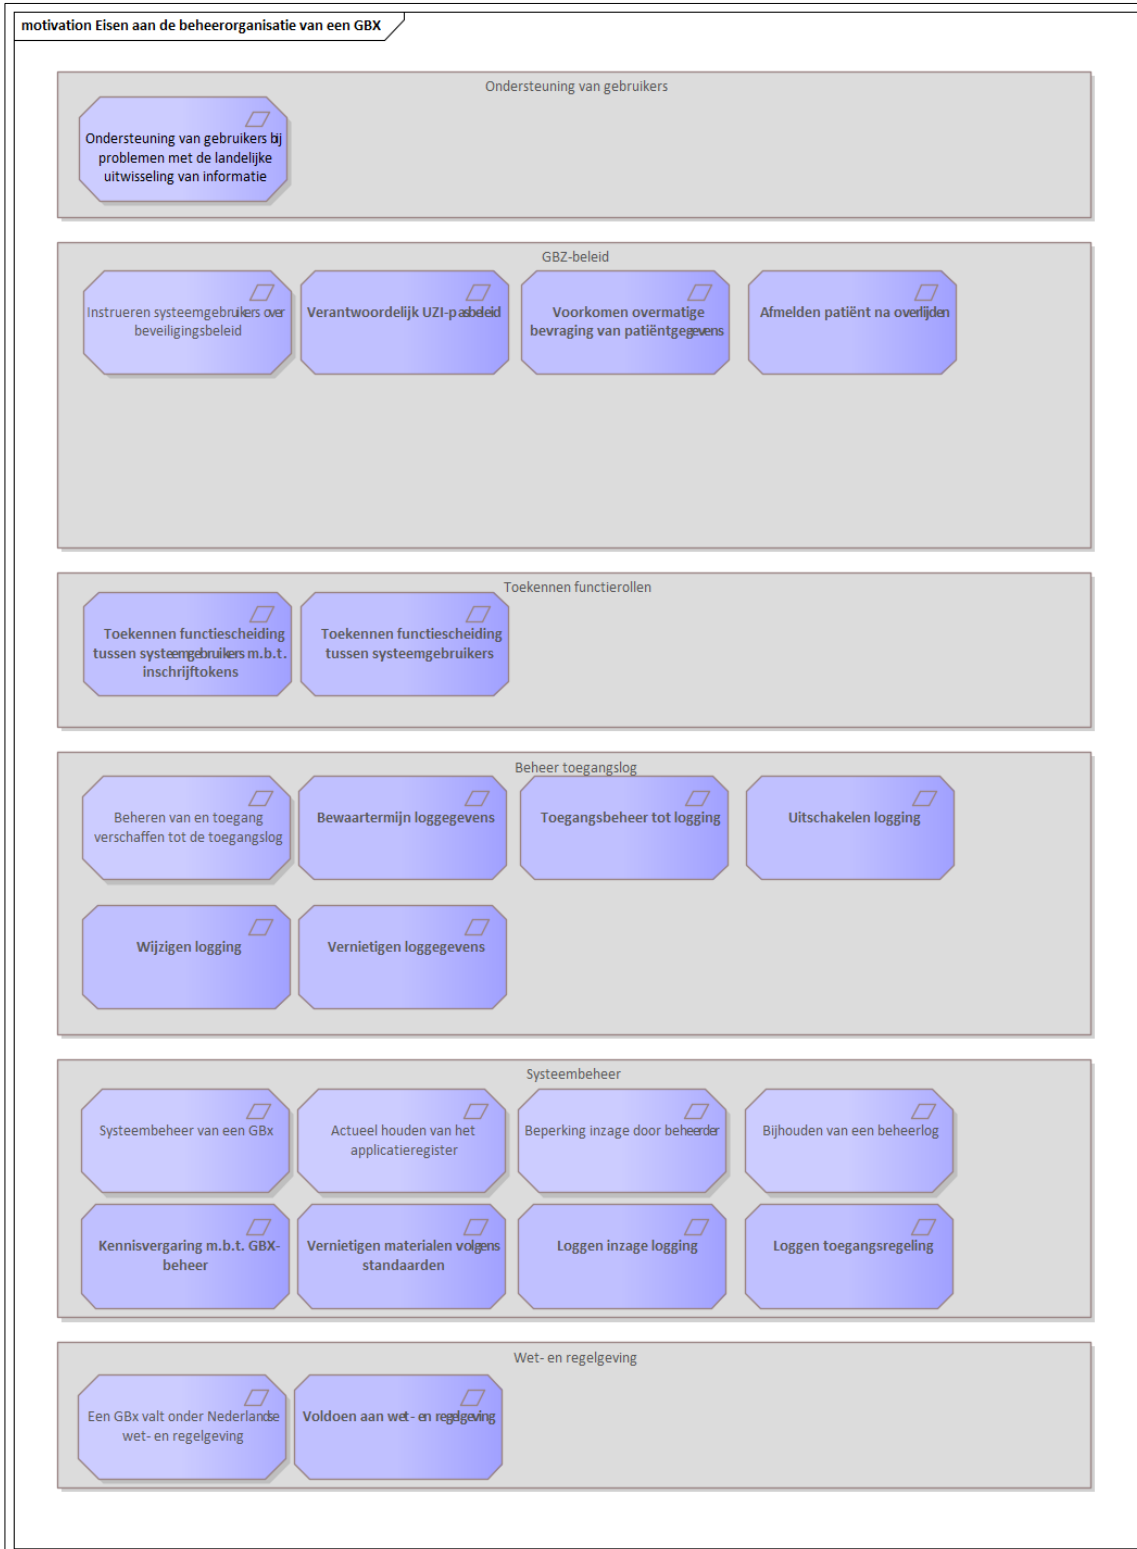 motivation Eisen aan de beheerorganisatie van een GBX
Ondersteuning van gebruikers
Ondersteuning van gebruikers bij
problemen met de landelijke
uitwisseling van informatie
GBZ-beleid
Instrueren systeemgebruikers over
beveiligingsbeleid
Verantwoordelijk UZI-pasbeleid
Voorkomen overmatige
bevraging van patiëntgegevens
Afmelden patiënt na overlijden
Toekennen functierollen
Toekennen functiescheiding
tussen systeemgebruikers m.b.t.
inschrijftokens
Toekennen functiescheiding
tussen systeemgebruikers
Beheer toegangslog
Beheren van en toegang
verschaffen tot de toegangslog
Bewaartermijn loggegevens
Toegangsbeheer tot logging
Uitschakelen logging
Wijzigen logging
Vernietigen loggegevens
Systeembeheer
Systeembeheer van een GBx
Actueel houden van het
applicatieregister
Beperking inzage door beheerder
Bijhouden van een beheerlog
Kennisvergaring m.b.t. GBX-
beheer
Vernietigen materialen volgens
standaarden
Loggen inzage logging
Loggen toegangsregeling
Wet- en regelgeving
Een GBx valt onder Nederlandse
wet- en regelgeving
Voldoen aan wet- en regelgeving